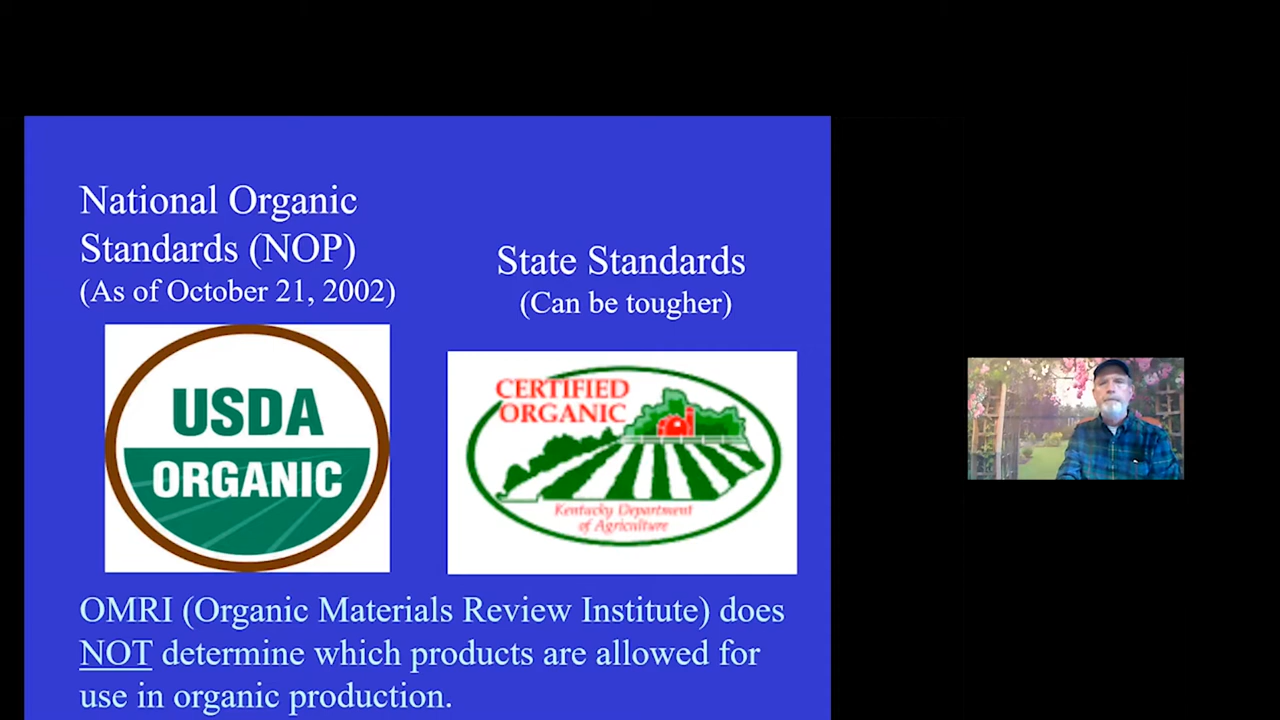 National Organic
Standards (NOP)
(As of October 21, 2002)
State Standards
(Can be tougher)
USDA
ORGANIC
CERTIFIED
ORGANIC
Kentucky Department
of Agriculture
OMRI (Organic Materials Review Institute) does
NOT determine which products are allowed for
use in organic production.